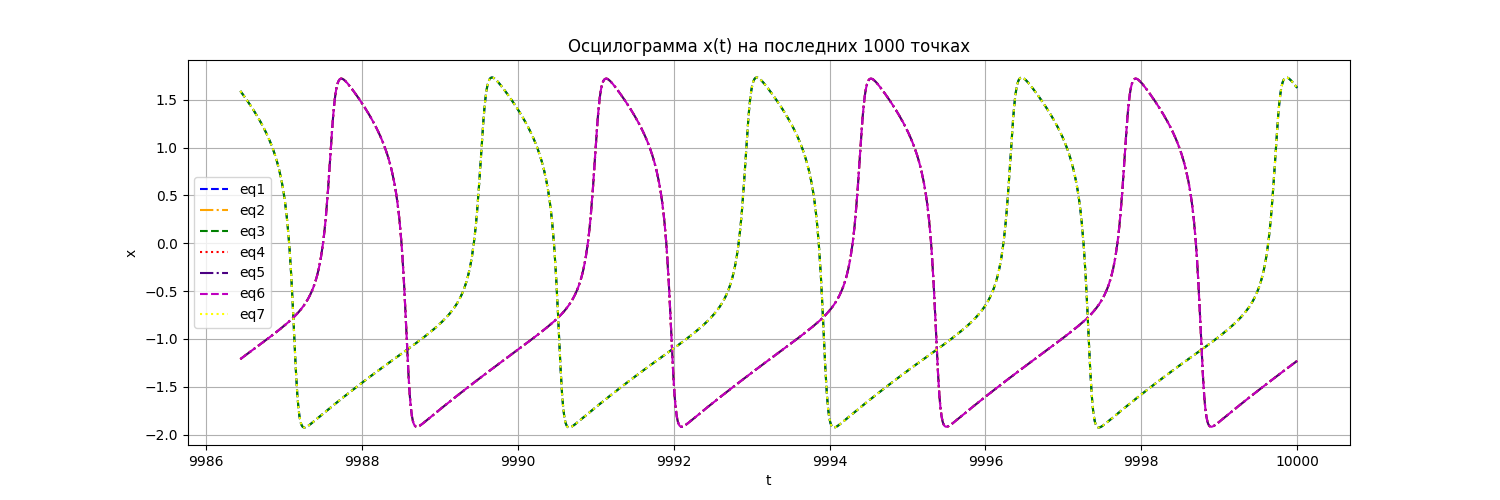 Осцилограмма x(t) на последних 1000 точках
x
1.5
1.0
0.5
0.0
−0.5
−1.0
−1.5
−2.0
eq1
eq2
eq3
eq4
eq5
eq6
eq7
9986 9988 9990 9992 9994 9996 9998 10000
t